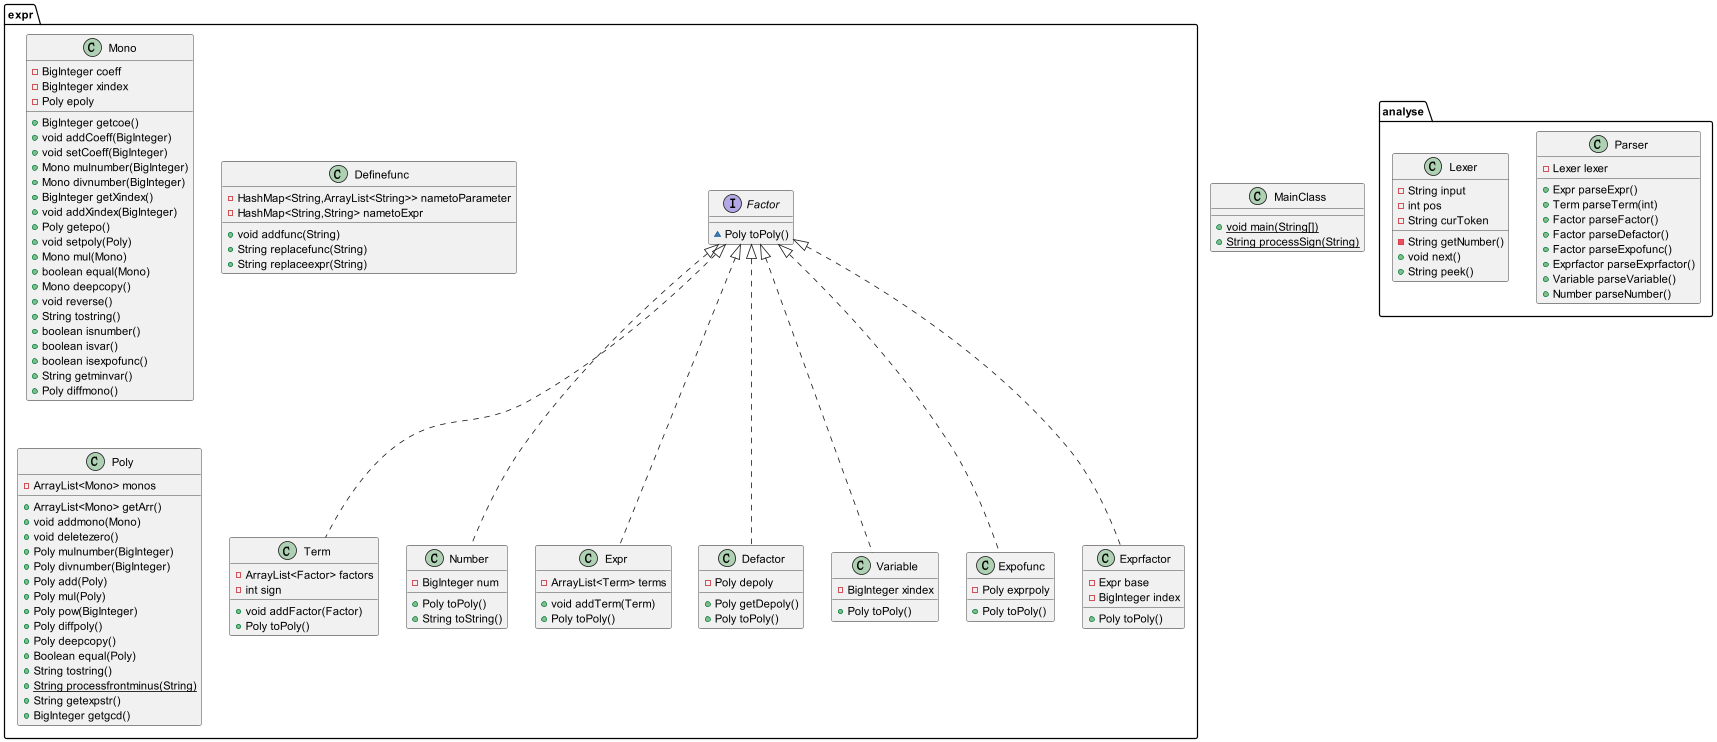 expr
C Mono
BigInteger coeff
BigInteger xindex
Poly epoly
BigInteger getcoe()
void addCoeff(BigInteger)
void setCoeff(BigInteger)
Mono mulnumber(BigInteger)
Mono divnumber(BigInteger)
BigInteger getXindex()
void addXindex(BigInteger)
Poly getepo()
void setpoly(Poly)
Mono mul(Mono)
boolean equal(Mono)
Mono deepcopy()
void reverse()
String tostring()
boolean isnumber()
boolean isvar()
boolean isexpofunc()
String getminvar()
Poly diffmono()
C Definefunc
HashMap<String,ArrayList<String>> nametoParameter
HashMap<String,String> nametoExpr
void addfunc(String)
String replacefunc(String)
String replaceexpr(String)
I Factor
Poly toPoly()
C MainClass
void main(String[])
String processSign(String)
analyse
C Lexer
String input
int pos
String curToken
String getNumber()
void next()
String peek()
C Parser
Lexer lexer
Expr parseExpr()
Term parseTerm(int)
Factor parseFactor()
Factor parseDefactor()
Factor parseExpofunc()
Exprfactor parseExprfactor()
Variable parseVariable()
Number parseNumber()
C Poly
ArrayList<Mono> monos
ArrayList<Mono> getArr()
void addmono(Mono)
void deletezero()
Poly mulnumber(BigInteger)
Poly divnumber(BigInteger)
Poly add(Poly)
Poly mul(Poly)
Poly pow(BigInteger)
Poly diffpoly()
Poly deepcopy()
Boolean equal(Poly)
String tostring()
String processfrontminus(String)
String getexpstr()
BigInteger getgcd()
C Term
ArrayList<Factor> factors
int sign
void addFactor(Factor)
Poly toPoly()
C Number
BigInteger num
Poly toPoly()
String toString()
C Expr
ArrayList<Term> terms
void addTerm(Term)
Poly toPoly()
C Defactor
Poly depoly
Poly getDepoly()
Poly toPoly()
C Variable
BigInteger xindex
Poly toPoly()
C Expofunc
Poly exprpoly
Poly toPoly()
C Exprfactor
Expr base
BigInteger index
Poly toPoly()